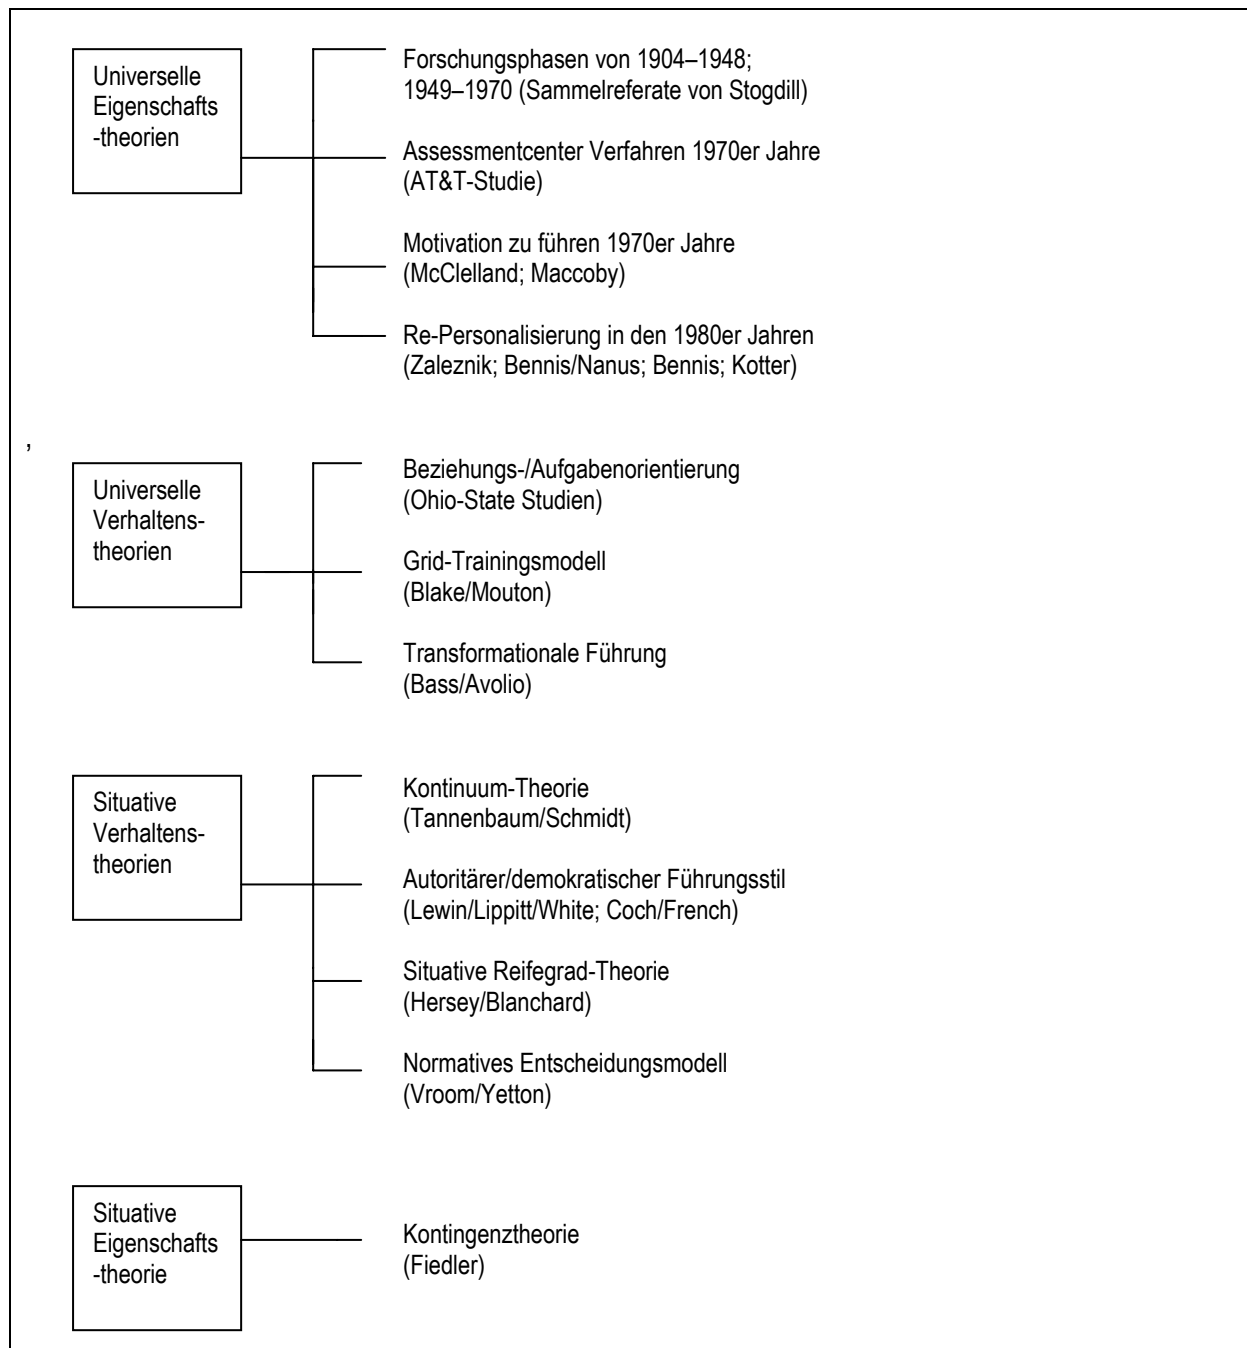 Universelle
Eigenschafts
-theorien
Forschungsphasen von 1904–1948;
1949–1970 (Sammelreferate von Stogdill)
Assessmentcenter Verfahren 1970er Jahre
(AT&T-Studie)
Motivation zu führen 1970er Jahre
(McClelland; Maccoby)
Re-Personalisierung in den 1980er Jahren
(Zaleznik; Bennis/Nanus; Bennis; Kotter)
,
Universelle
Verhaltens-
theorien
Beziehungs-/Aufgabenorientierung
(Ohio-State Studien)
Grid-Trainingsmodell
(Blake/Mouton)
Transformationale Führung
(Bass/Avolio)
Situative
Verhaltens-
theorien
Kontinuum-Theorie
(Tannenbaum/Schmidt)
Autoritärer/demokratischer Führungsstil
(Lewin/Lippitt/White; Coch/French)
Situative Reifegrad-Theorie
(Hersey/Blanchard)
Normatives Entscheidungsmodell
(Vroom/Yetton)
Situative
Eigenschafts
-theorie
Kontingenztheorie
(Fiedler)